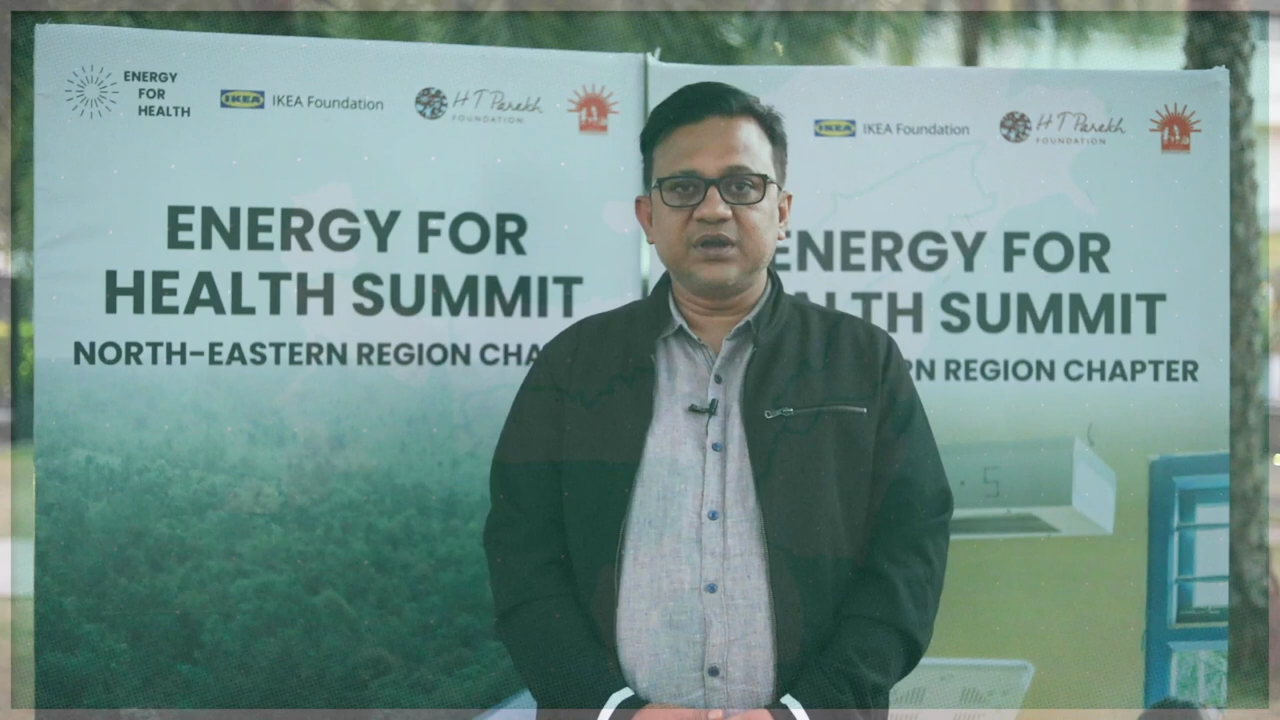 ENERGY
FOR
HEALTH
IKEA
IKEA Foundation
H T Parekh
FOUNDATION
ENERGY FOR
HEALTH SUMMIT
NORTH-EASTERN REGION CHA
IKEA
IKEA Foundation
H T Parekh
FOUNDATION
ENERGY FOR
ALTH SUMMIT
RN REGION CHAPTER